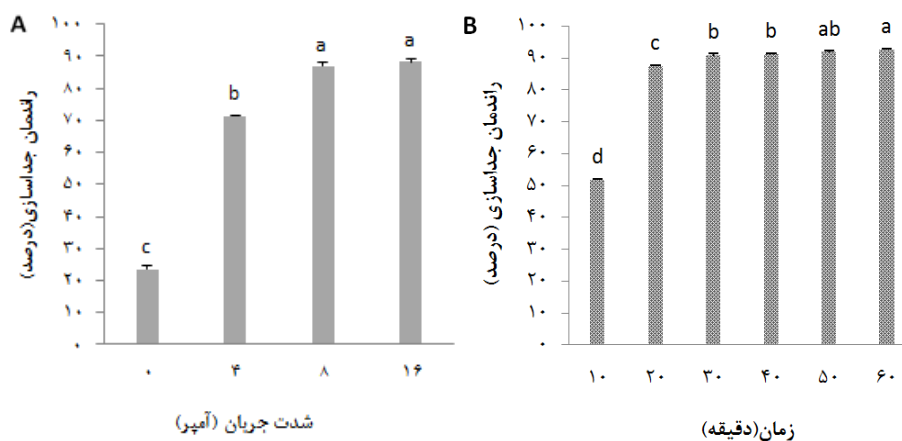 A
راندمان جداسازی(درصد)
۱۰۰
۹۰
۸۰
۷۰
۶۰
۵۰
۴۰
۳۰
۲۰
۱۰
۰
c
b
a
a
۰ ۴ ۸ ۱۶
شدت جریان (آمپر)
B
راندمان جداسازی (درصد)
۱۰۰
۹۰
۸۰
۷۰
۶۰
۵۰
۴۰
۳۰
۲۰
۱۰
۰
d
c
b
b
ab
a
۱۰ ۲۰ ۳۰ ۴۰ ۵۰ ۶۰
زمان(دقیقه)